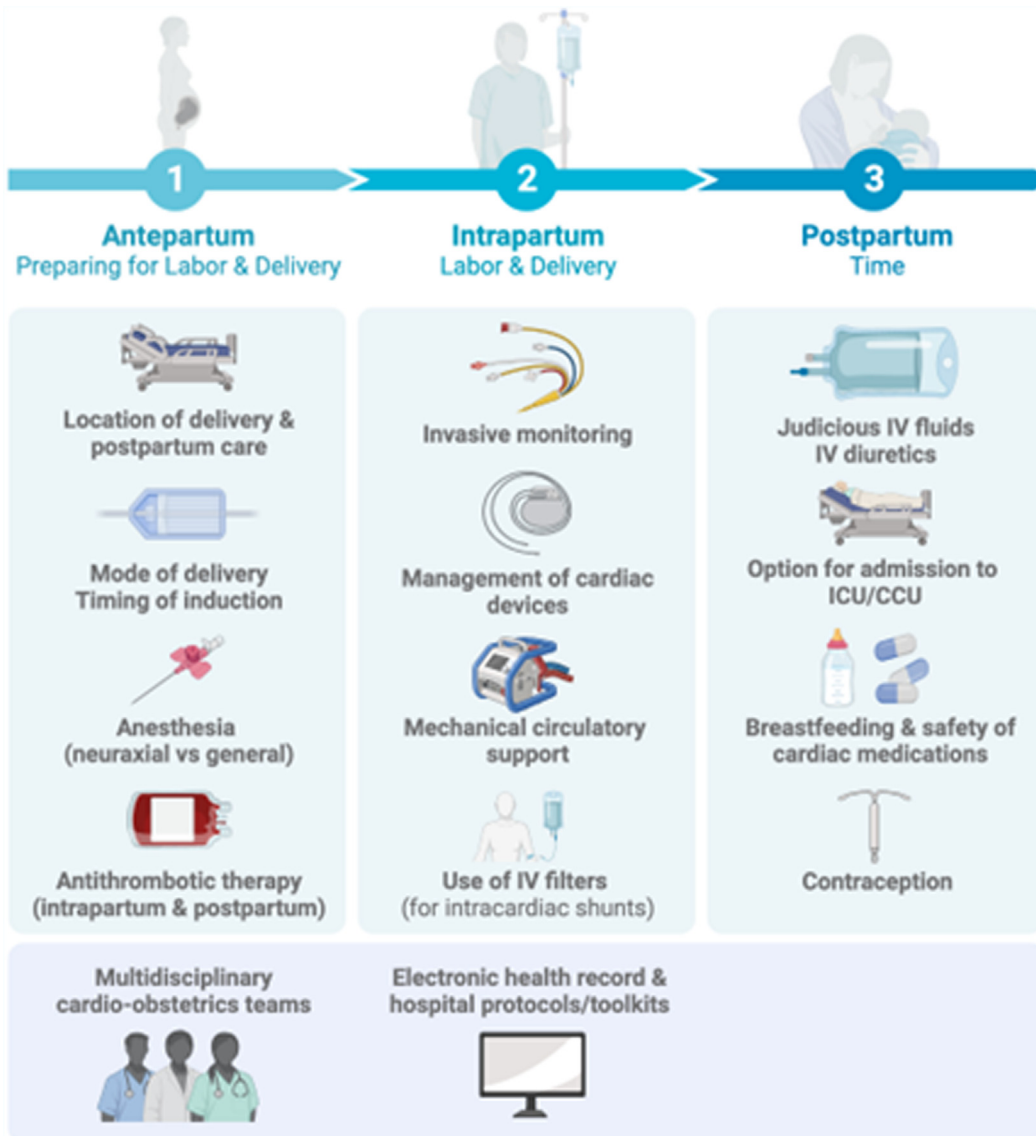 1
Antepartum
Preparing for Labor & Delivery
2
Intrapartum
Labor & Delivery
3
Postpartum
Time
Location of delivery &
postpartum care
Mode of delivery
Timing of induction
Anesthesia
(neuraxial vs general)
Antithrombotic therapy
(intrapartum & postpartum)
Invasive monitoring
Management of cardiac
devices
Mechanical circulatory
support
Use of IV filters
(for intracardiac shunts)
Judicious IV fluids
IV diuretics
Option for admission to
ICU/CCU
Breastfeeding & safety of
cardiac medications
Contraception
Multidisciplinary
cardio-obstetrics teams
Electronic health record &
hospital protocols/toolkits